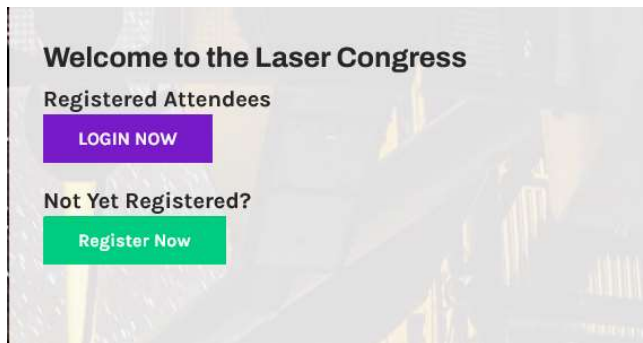 Welcome to the Laser Congress
Registered Attendees
LOGIN NOW
Not Yet Registered?
Register Now